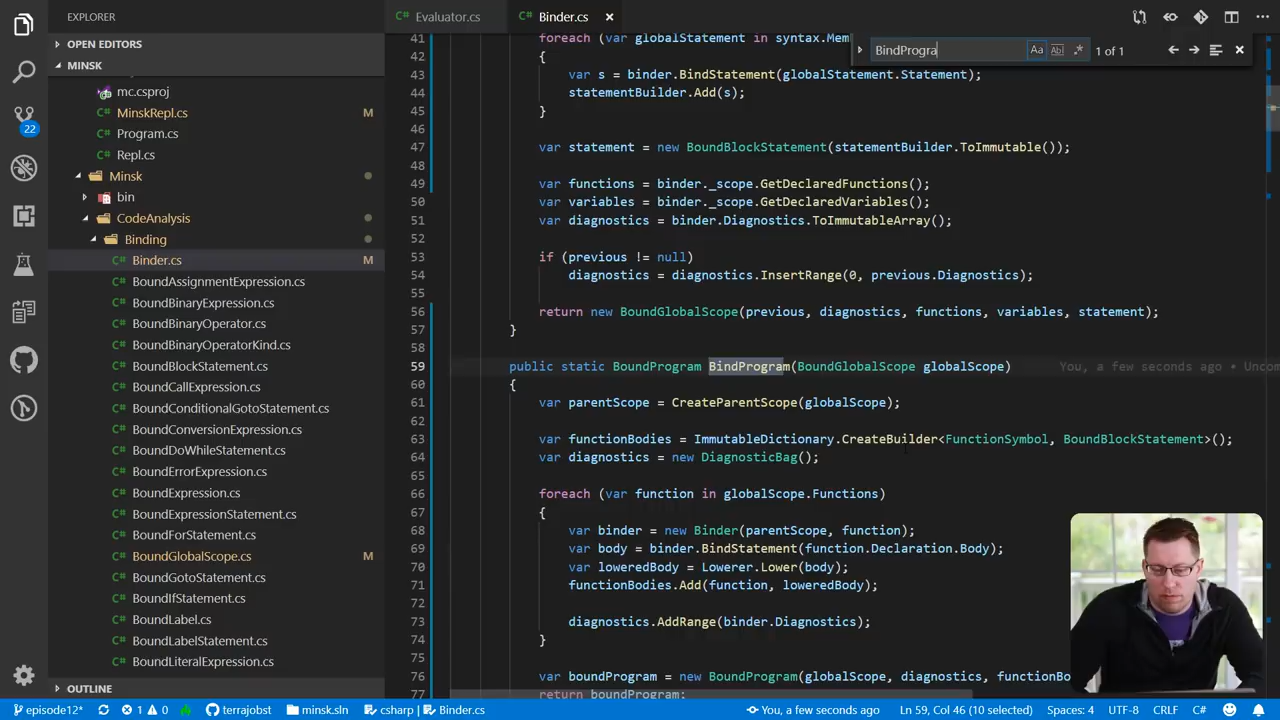 EXPLORER
OPEN EDITORS
MINSK
mc.csproj
MinskRepl.cs M
Program.cs
Repl.cs
Minsk
bin
CodeAnalysis
Binding
Binder.cs M
BoundAssignmentExpression.cs
BoundBinaryExpression.cs
BoundBinaryOperator.cs
BoundBinaryOperatorKind.cs
BoundBlockStatement.cs
BoundCallExpression.cs
BoundConditionalGotoStatement.cs
BoundConversionExpression.cs
BoundDoWhileStatement.cs
BoundErrorExpression.cs
BoundExpression.cs
BoundExpressionStatement.cs
BoundForStatement.cs
BoundGlobalScope.cs M
BoundGotoStatement.cs
BoundIfStatement.cs
BoundLabel.cs
BoundLabelStatement.cs
BoundLiteralExpression.cs
OUTLINE
22
Evaluator.cs
Binder.cs
BindProgra
Aa
Abl
1 of 1
41 foreach (var globalStatement in syntax.Mem
42 {
43 var s = binder.BindStatement(globalStatement.Statement);
44 statementBuilder.Add(s);
45 }
46
47 var statement = new BoundBlockStatement(statementBuilder.ToImmutable());
48
49 var functions = binder._scope.GetDeclaredFunctions();
50 var variables = binder._scope.GetDeclaredVariables();
51 var diagnostics = binder.Diagnostics.ToImmutableArray();
52
53 if (previous != null)
54 diagnostics = diagnostics.InsertRange(0, previous.Diagnostics);
55
56 return new BoundGlobalScope(previous, diagnostics, functions, variables, statement);
57 }
58
59 public static BoundProgram BindProgram(BoundGlobalScope globalScope) You, a few seconds ago • Uncom
60 {
61 var parentScope = CreateParentScope(globalScope);
62
63 var functionBodies = ImmutableDictionary.CreateBuilder<FunctionSymbol, BoundBlockStatement>();
64 var diagnostics = new DiagnosticBag();
65
66 foreach (var function in globalScope.Functions)
67 {
68 var binder = new Binder(parentScope, function);
69 var body = binder.BindStatement(function.Declaration.Body);
70 var loweredBody = Lowerer.Lower(body);
71 functionBodies.Add(function, loweredBody);
72
73 diagnostics.AddRange(binder.Diagnostics);
74 }
75
76 var boundProgram = new BoundProgram(globalScope, diagnostics, functionBo
77 return boundProgram;
episode12* 1 0 terrajobst minsk.sln csharp Binder.cs You, a few seconds ago Ln 59, Col 46 (10 selected) Spaces: 4 UTF-8 CRLF C#